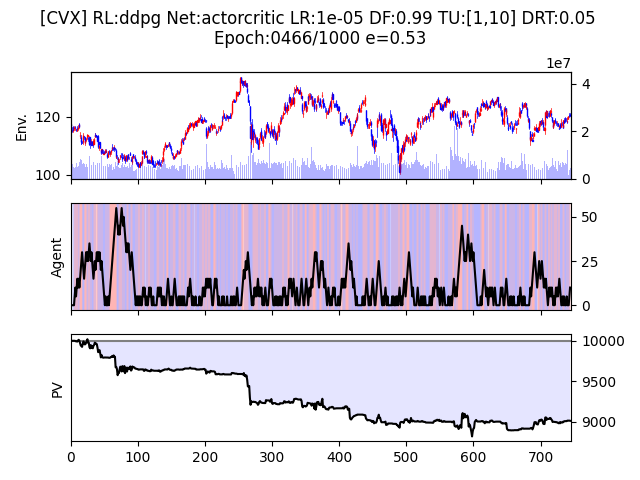 [CVX] RL:ddpg Net:actorcritic LR:1e-05 DF:0.99 TU:[1,10] DRT:0.05
Epoch:0466/1000 e=0.53
1e7
Env.
120
100
4
2
0
Agent
50
25
0
PV
10000
9500
9000
0 100 200 300 400 500 600 700